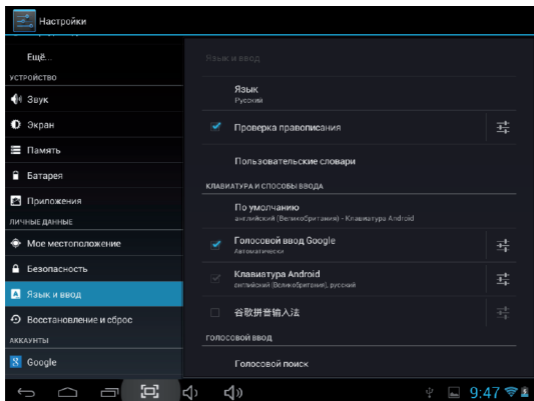 Настройки
Ещё...
УСТРОЙСТВО
Звук
Экран
Память
Батарея
Приложения
ЛИЧНЫЕ ДАННЫЕ
Мое местоположение
Безопасность
Язык и ввод
Восстановление и сброс
АККАУНТЫ
Google
Язык и ввод
Язык
Русский
Проверка правописания
Пользовательские словари
КЛАВИАТУРА И СПОСОБЫ ВВОДА
По умолчанию
английский (Великобритания) - Клавиатура Android
Голосовой ввод Google
Автоматически
Клавиатура Android
английский (Великобритания), русский
谷歌拼音输入法
ГОЛОСОВОЙ ВВОД
Голосовой поиск
9:47